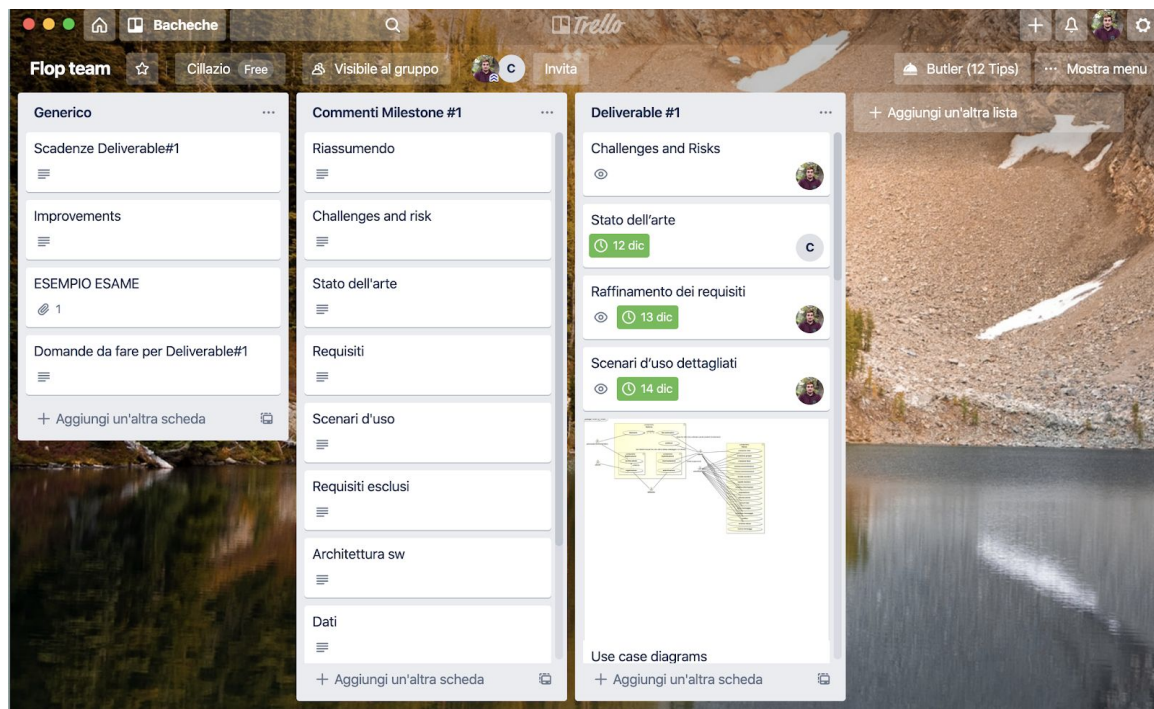 Bacheche
Trello
Flop team
Cillazio Free
Visibile al gruppo
C
Invita
Butler (12 Tips)
··· Mostra menu
Generico
Scadenze Deliverable#1
Improvements
ESEMPIO ESAME
1
Domande da fare per Deliverable#1
+ Aggiungi un'altra scheda
Commenti Milestone #1
Riassumendo
Challenges and risk
Stato dell'arte
Requisiti
Scenari d'uso
Requisiti esclusi
Architettura sw
Dati
+ Aggiungi un'altra scheda
Deliverable #1
Challenges and Risks
Stato dell’arte
12 dic
C
Raffinamento dei requisiti
13 dic
Scenari d’uso dettagliati
14 dic
Use case diagrams
+ Aggiungi un'altra scheda
+ Aggiungi un'altra lista